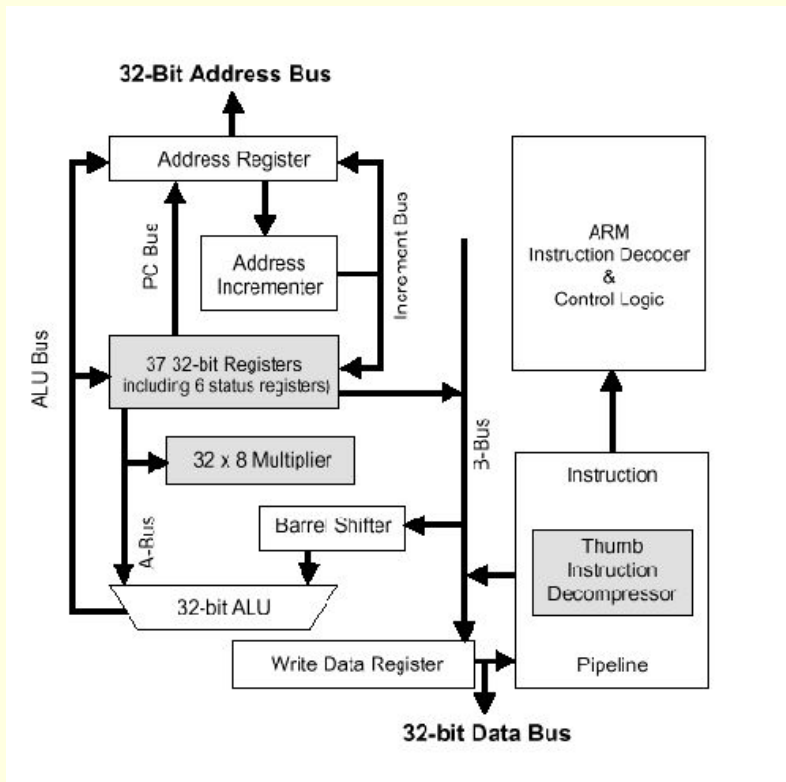 32-Bit Address Bus
Address Register
PC Bus
Address
Incrementer
Increment Bus
ARM
Instruction Decocer
&
Control Logic
ALU Bus
37 32-bit Registers
including 6 status registers)
B-Bus
32 x 8 Multiplier
Instruction
A-Bus
Barrel Shifter
Thumb
Instruction
Decompressor
32-bit ALU
Write Data Register
Pipeline
32-bit Data Bus